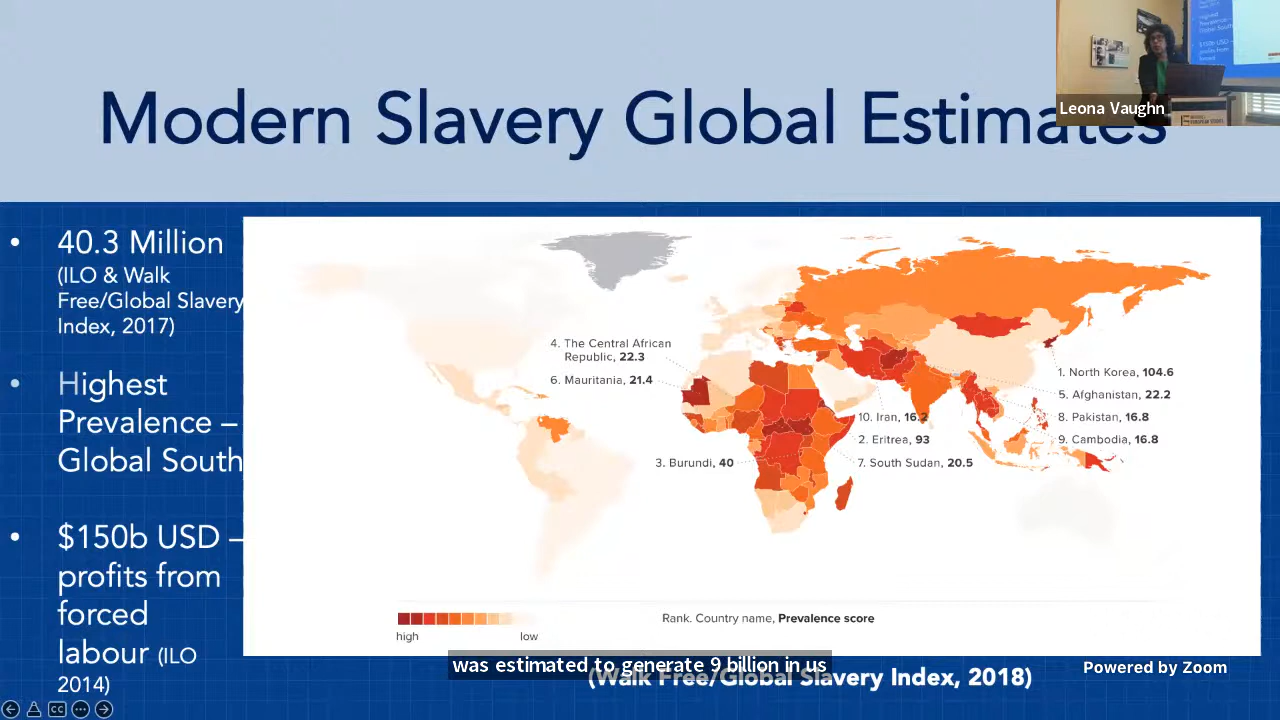 Modern Slavery Global Estimates
Leona Vaughn
• 40.3 Million
(ILO & Walk
Free/Global Slavery
Index, 2017)
• Highest
Prevalence –
Global South
• $150b USD –
profits from
forced
labour (ILO
2014)
4. The Central African
Republic, 22.3
6. Mauritania, 21.4
3. Burundi, 40
1. North Korea, 104.6
5. Afghanistan, 22.2
10. Iran, 16.2
8. Pakistan, 16.8
2. Eritrea, 93
9. Cambodia, 16.8
7. South Sudan, 20.5
high
low
Rank. Country name, Prevalence score
was estimated to generate 9 billion in us
(Walk Free/Global Slavery Index, 2018)
Powered by Zoom
CC